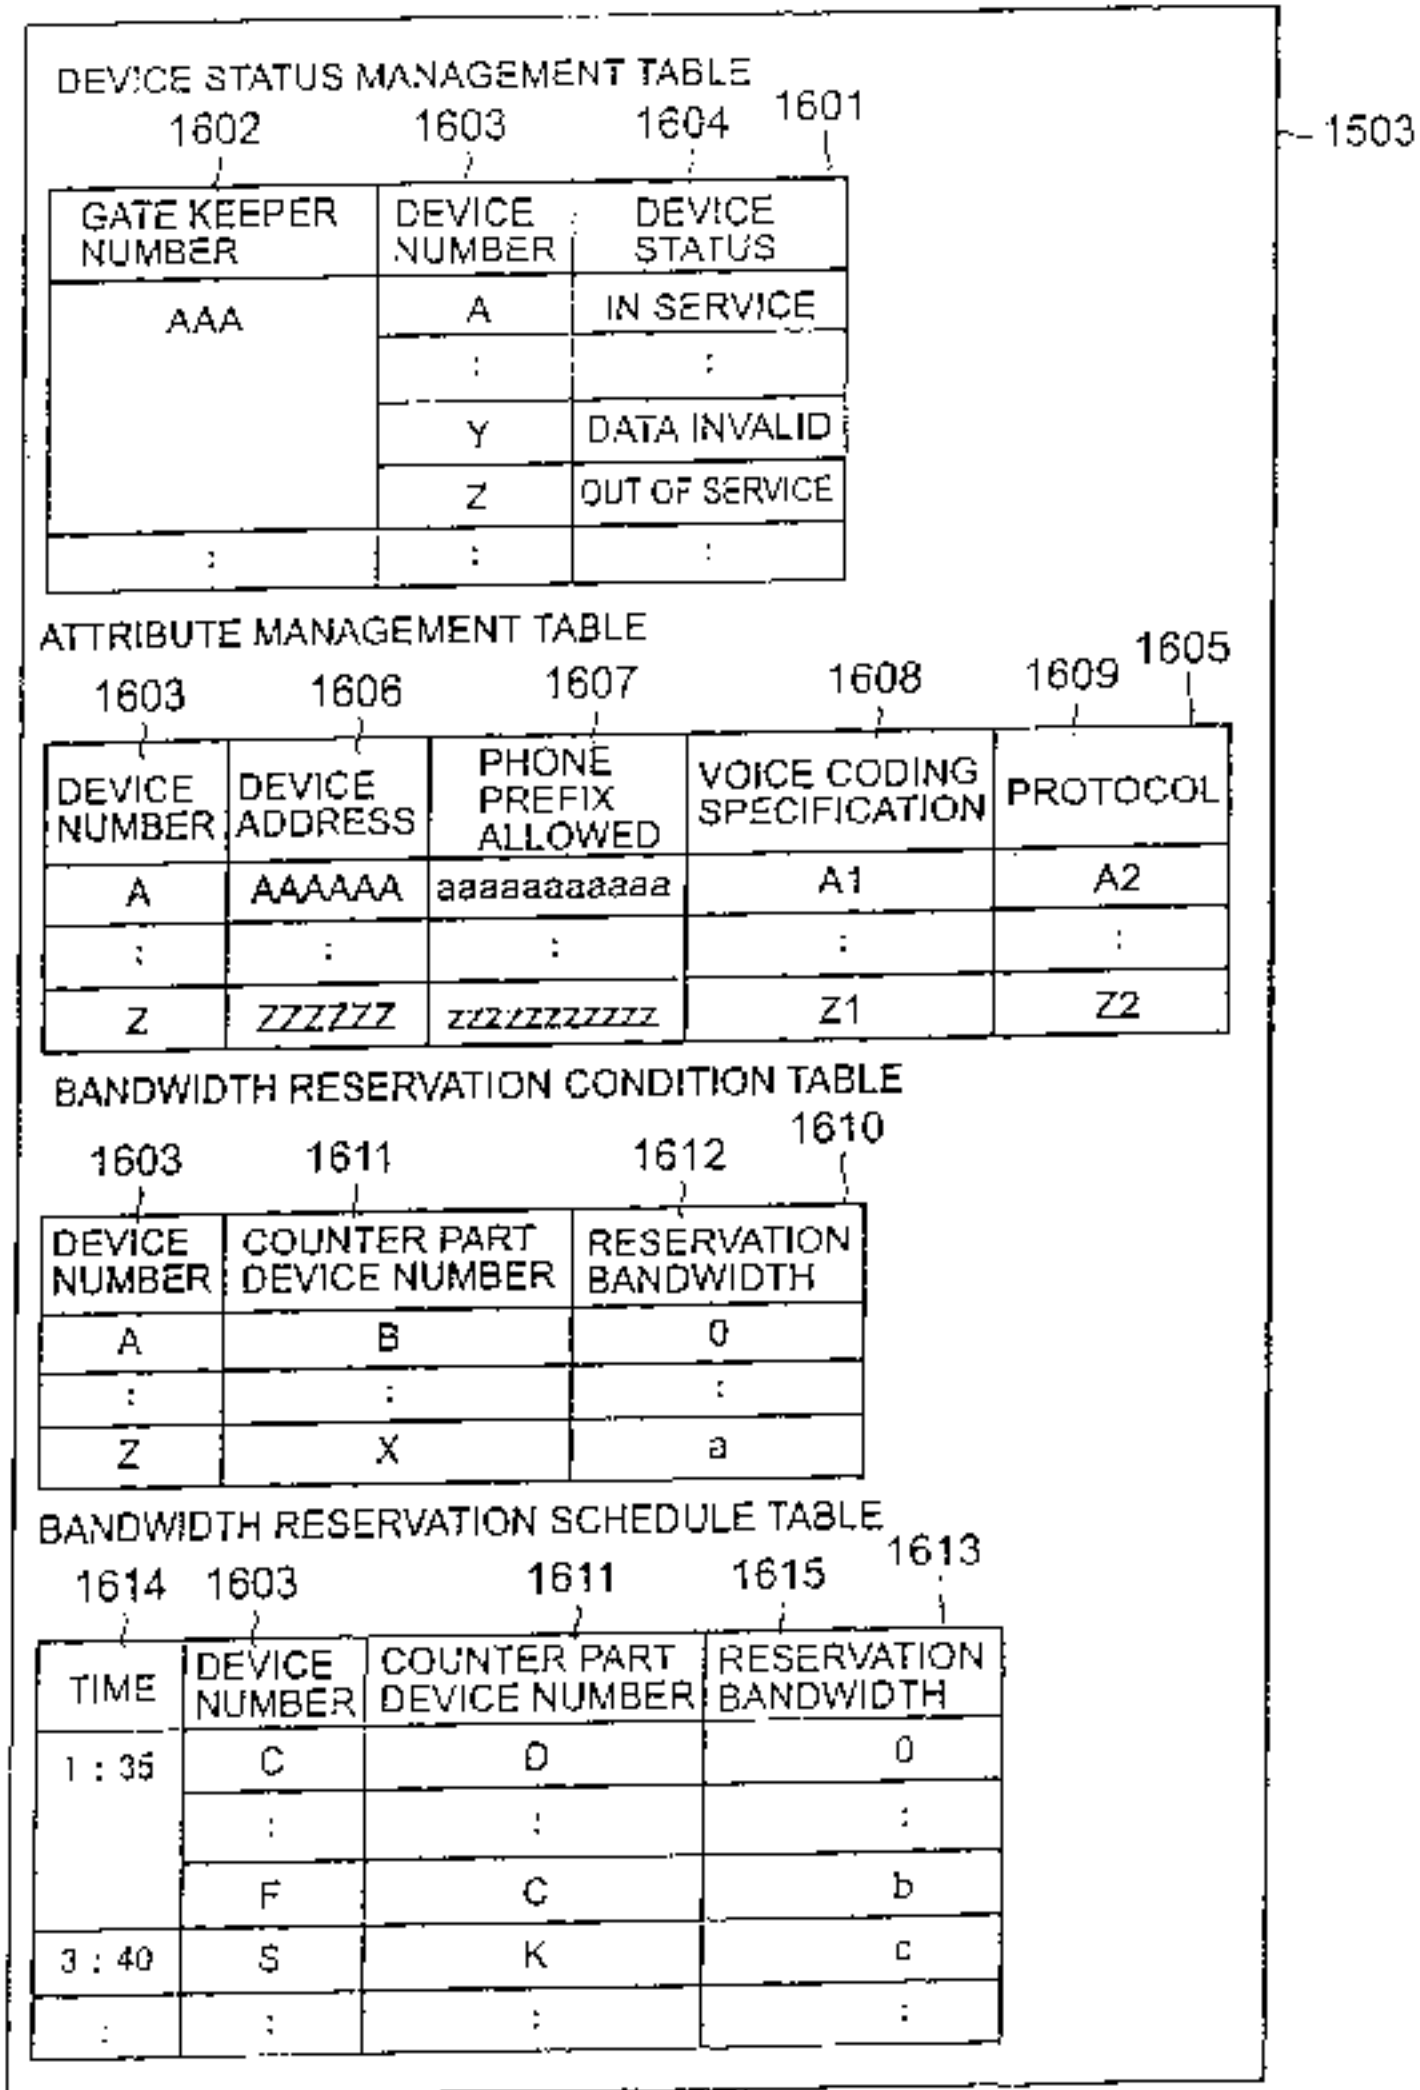 DEVICE STATUS MANAGEMENT TABLE
1602 1603 1604 1601
1503
GATE KEEPER NUMBER DEVICE NUMBER DEVICE STATUS
AAA A IN SERVICE
: :
Y DATA INVALID
Z OUT OF SERVICE
: : :
ATTRIBUTE MANAGEMENT TABLE
1603 1606 1607 1608 1609 1605
DEVICE NUMBER DEVICE ADDRESS PHONE PREFIX ALLOWED VOICE CODING SPECIFICATION PROTOCOL
A AAAAAA aaaaaaaaaaa A1 A2
: : : : :
Z ZZZZZZ zzzzzzzzzzz Z1 Z2
BANDWIDTH RESERVATION CONDITION TABLE
1603 1611 1612 1610
DEVICE NUMBER COUNTER PART DEVICE NUMBER RESERVATION BANDWIDTH
A B 0
: : :
Z X a
BANDWIDTH RESERVATION SCHEDULE TABLE
1614 1603 1611 1615 1613
TIME DEVICE NUMBER COUNTER PART DEVICE NUMBER RESERVATION BANDWIDTH
1 : 35 C D 0
: : :
F C b
3 : 40 S K c
: : : :